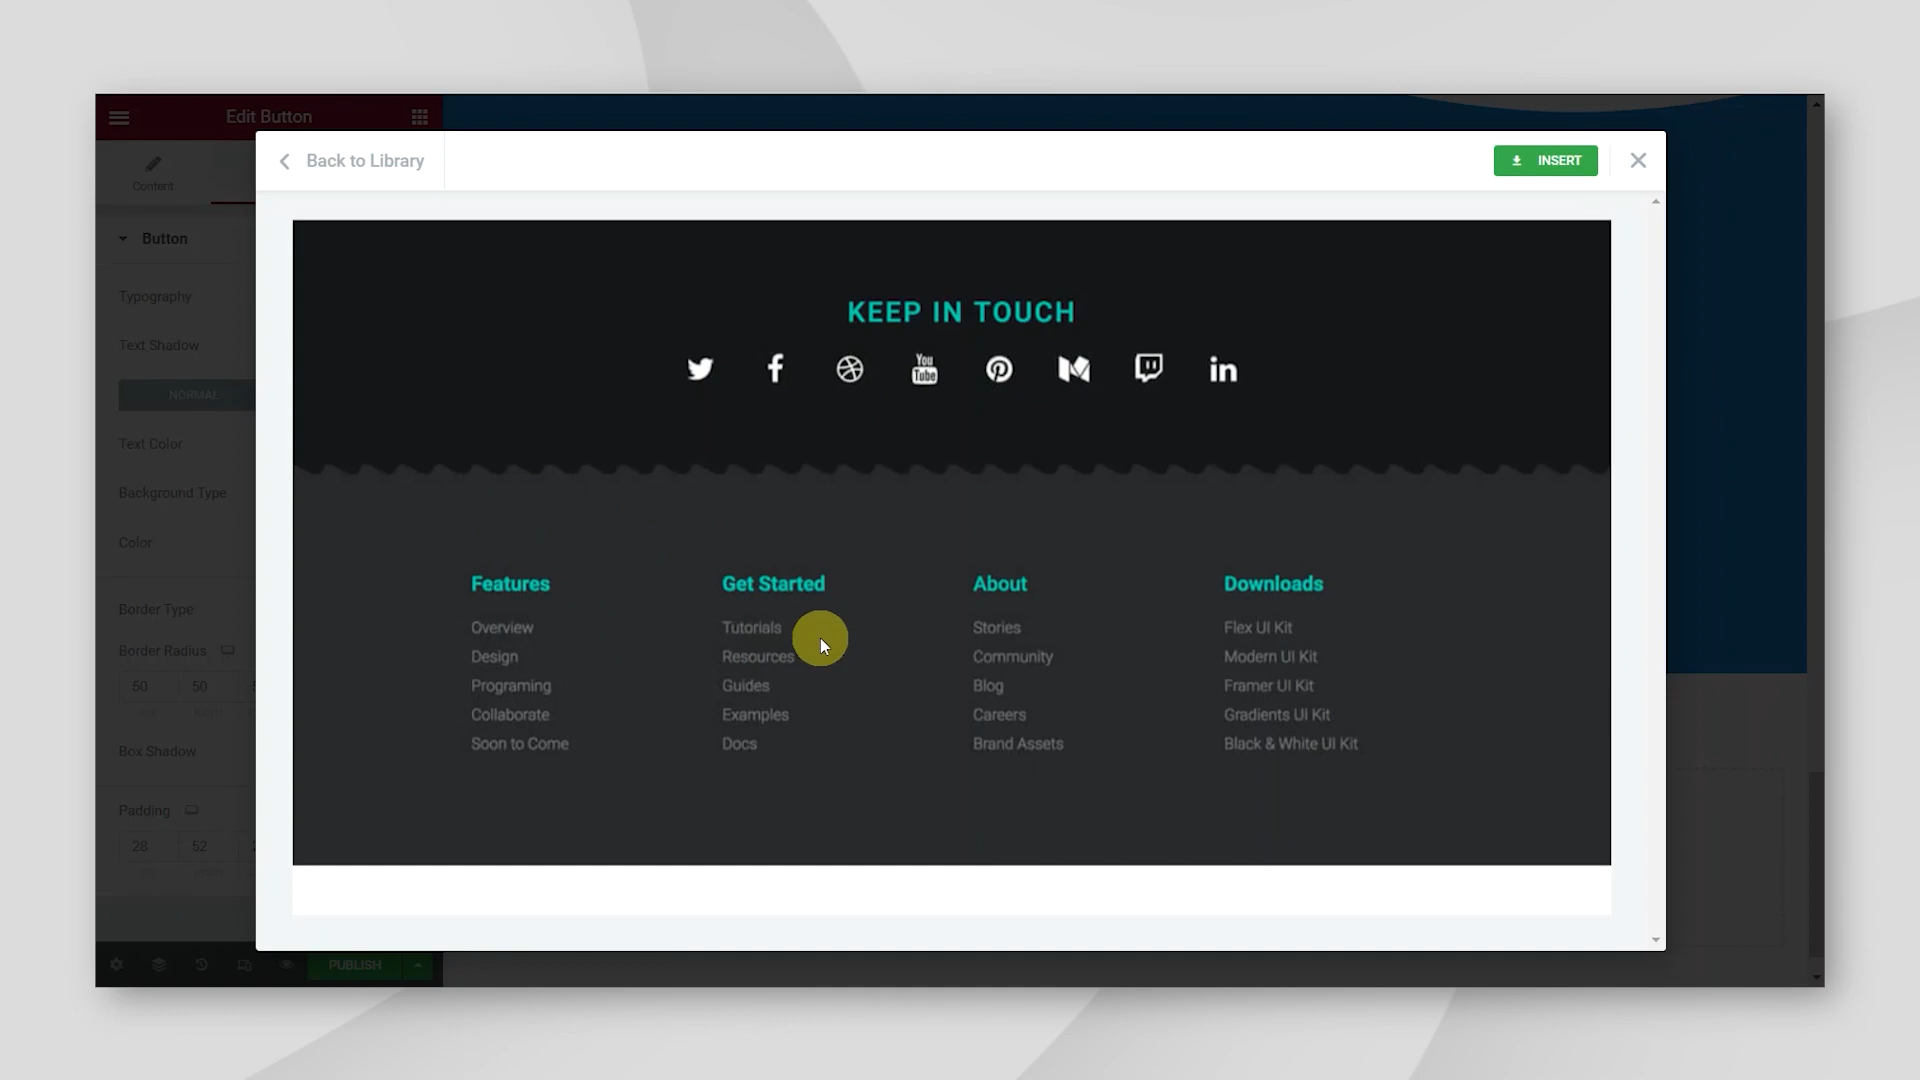 Edit Button
Back to Library
INSERT
Content
Button
Typography
Text Shadow
NORMAL
Text Color
Background Type
Color
Border Type
Border Radius
50 50
Box Shadow
Padding
28 52
PUBLISH
KEEP IN TOUCH
You
Tube
in
Features
Overview
Design
Programing
Collaborate
Soon to Come
Get Started
Tutorials
Resources
Guides
Examples
Docs
About
Stories
Community
Blog
Careers
Brand Assets
Downloads
Flex UI Kit
Modern UI Kit
Framer UI Kit
Gradients UI Kit
Black & White UI Kit